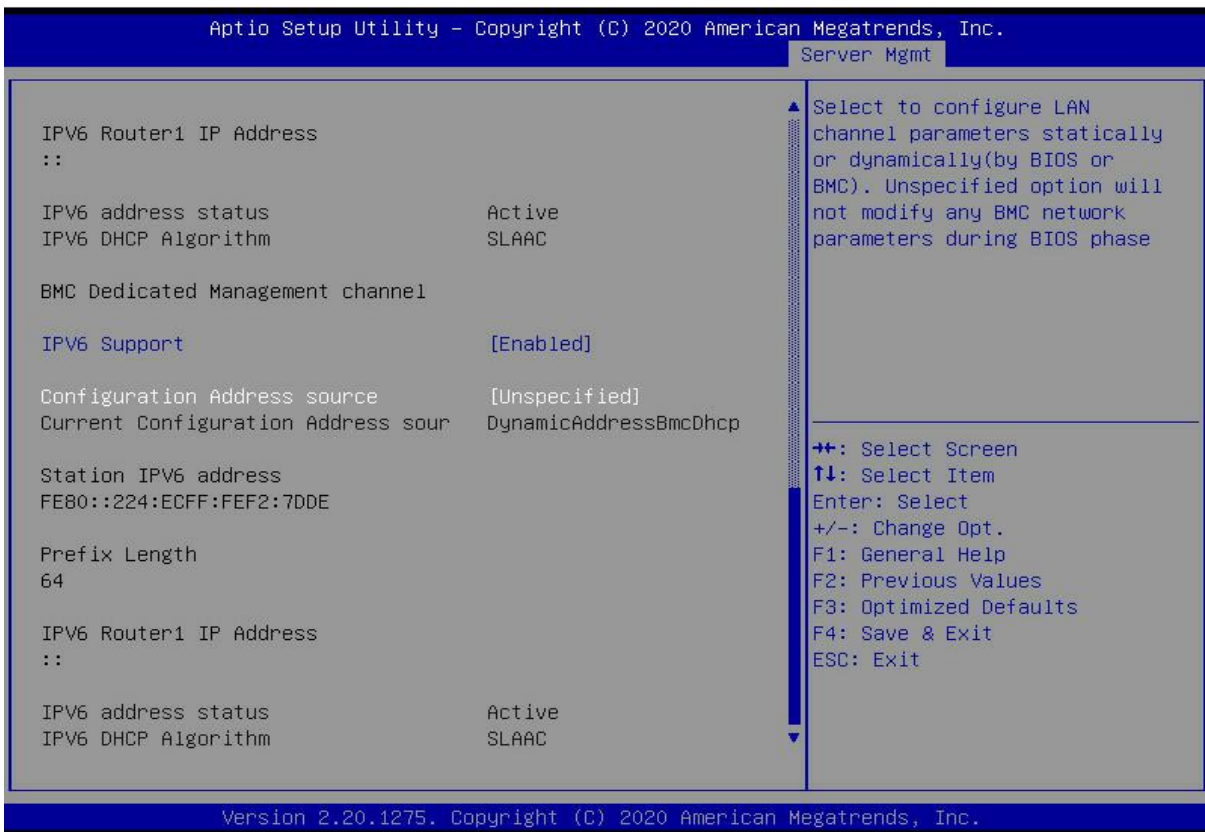 Aptio Setup Utility – Copyright (C) 2020 American Megatrends, Inc.
Server Mgmt
IPV6 Router1 IP Address
::
IPV6 address status Active
IPV6 DHCP Algorithm SLAAC
BMC Dedicated Management channel
IPV6 Support [Enabled]
Configuration Address source [Unspecified]
Current Configuration Address sour DynamicAddressBmcDhcp
Station IPV6 address
FE80::224:ECFF:FEF2:7DDE
Prefix Length
64
IPV6 Router1 IP Address
::
IPV6 address status Active
IPV6 DHCP Algorithm SLAAC
Select to configure LAN
channel parameters statically
or dynamically(by BIOS or
BMC). Unspecified option will
not modify any BMC network
parameters during BIOS phase
→←: Select Screen
↑↓: Select Item
Enter: Select
+/-: Change Opt.
F1: General Help
F2: Previous Values
F3: Optimized Defaults
F4: Save & Exit
ESC: Exit
Version 2.20.1275. Copyright (C) 2020 American Megatrends, Inc.